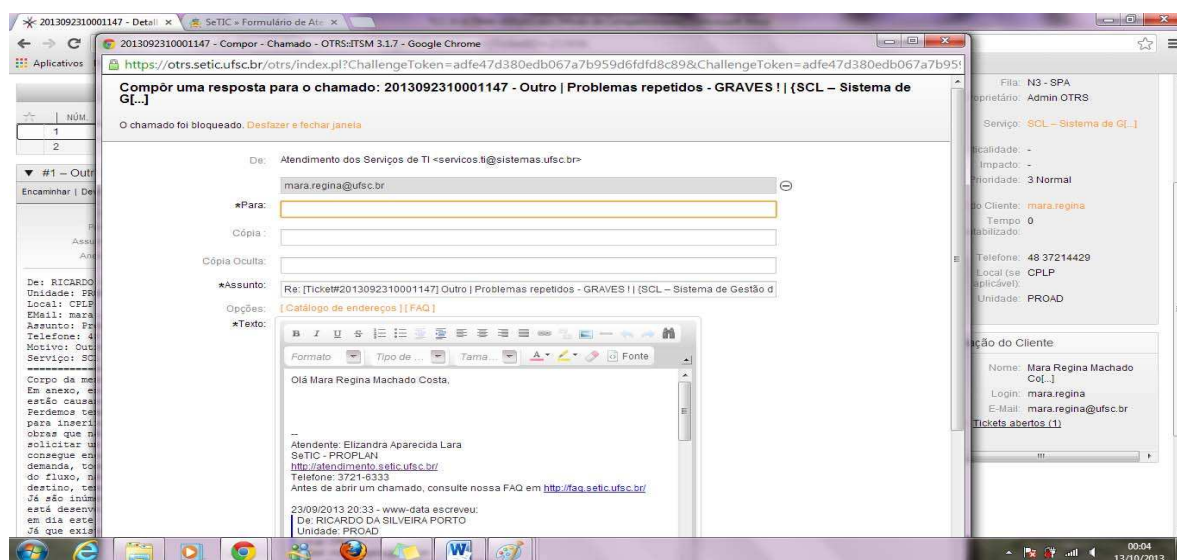 2013092310001147 - Detalh
SeTIC » Formulário de Ate
2013092310001147 - Compor - Chamado - OTRS::ITSM 3.1.7 - Google Chrome
Aplicativos
https://otrs.setic.ufsc.br/otrs/index.pl?ChallengeToken=adfe47d380edb067a7b959d6fdfd8c89&ChallengeToken=adfe47d380edb067a7b95
Compôr uma resposta para o chamado: 2013092310001147 - Outro | Problemas repetidos - GRAVES ! | {SCL – Sistema de
G[...]
O chamado foi bloqueado. Desfazer e fechar janela
NÚM.
1
2
▼ #1 – Outr
Encaminhar | Dev
Assu
De: RICARDO
Unidade: PR
Local: CPLP
EMail: mara
Assunto: Pr
Telefone: 4
Motivo: Out
Serviço: SC
Corpo da me
Em anexo, e
estão causa
Perdemos te
para inseri
obras que n
solicitar u
consegue en
demanda, to
do fluxo, n
destino, te
Já são inúm
está desenv
em dia este
Já que exis
De: Atendimento dos Serviços de TI <servicos.ti@sistemas.ufsc.br>
mara.regina@ufsc.br
*Para:
Cópia :
Cópia Oculta:
*Assunto: Re: [Ticket#2013092310001147] Outro | Problemas repetidos - GRAVES ! | {SCL – Sistema de Gestão d
Opções: [ Catálogo de endereços ] [ FAQ ]
*Texto:
B I U S
Formato Tipo de ... Tama... A Fonte
Olá Mara Regina Machado Costa,
--
Atendente: Elizandra Aparecida Lara
SeTIC - PROPLAN
http://atendimento.setic.ufsc.br/
Telefone: 3721-6333
Antes de abrir um chamado, consulte nossa FAQ em http://faq.setic.ufsc.br/
23/09/2013 20:33 - www-data escreveu:
De: RICARDO DA SILVEIRA PORTO
Unidade: PROAD
Fila: N3 - SPA
oprietário: Admin OTRS
Serviço: SCL – Sistema de G[...]
icalidade: -
Impacto: -
Prioridade: 3 Normal
do Cliente: mara.regina
Tempo 0
tabilizado:
Telefone: 48 37214429
Local (se CPLP
aplicável):
Unidade: PROAD
ação do Cliente
Nome: Mara Regina Machado
Co[...]
Login: mara.regina
E-Mail: mara.regina@ufsc.br
Tickets abertos (1)
00:04
13/10/2013